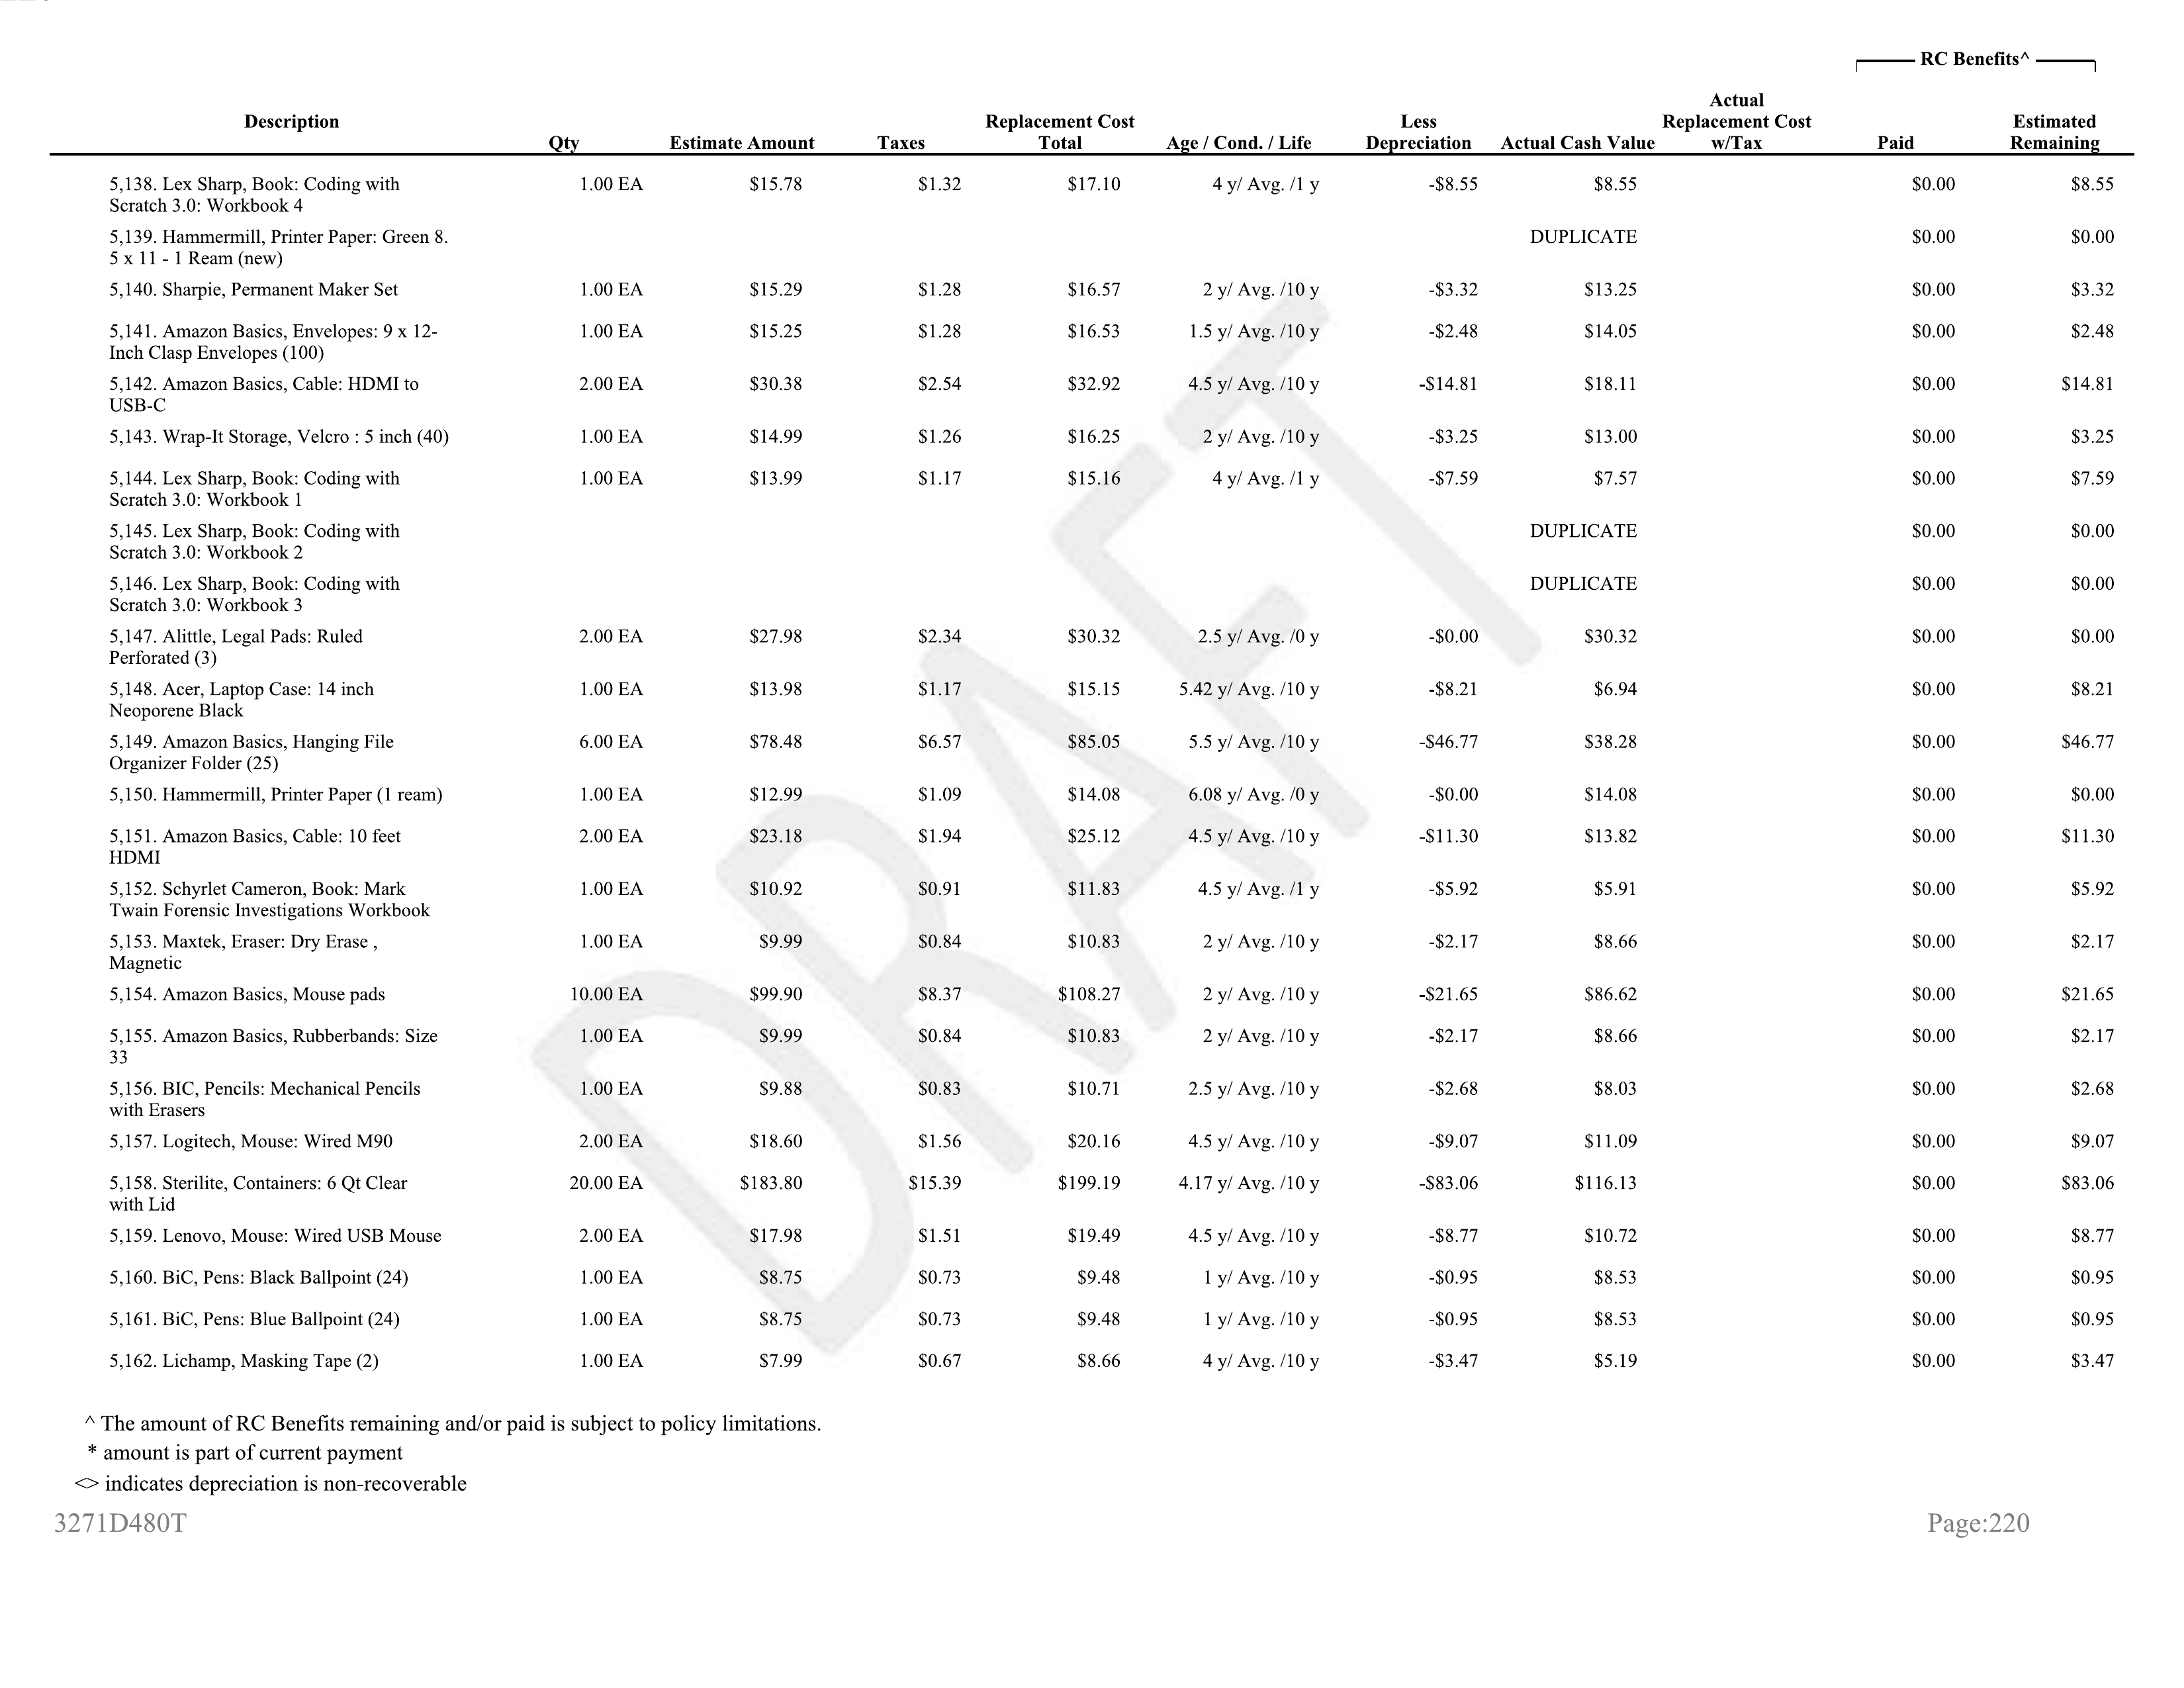 RC Benefits^
Description Qty Estimate Amount Taxes Replacement Cost Total Age / Cond. / Life Less Depreciation Actual Cash Value Actual Replacement Cost w/Tax Paid Estimated Remaining
5,138. Lex Sharp, Book: Coding with 1.00 EA $15.78 $1.32 $17.10 4 y/ Avg. /1 y -$8.55 $8.55 $0.00 $8.55
Scratch 3.0: Workbook 4
5,139. Hammermill, Printer Paper: Green 8. DUPLICATE $0.00 $0.00
5 x 11 - 1 Ream (new)
5,140. Sharpie, Permanent Maker Set 1.00 EA $15.29 $1.28 $16.57 2 y/ Avg. /10 y -$3.32 $13.25 $0.00 $3.32
5,141. Amazon Basics, Envelopes: 9 x 12- 1.00 EA $15.25 $1.28 $16.53 1.5 y/ Avg. /10 y -$2.48 $14.05 $0.00 $2.48
Inch Clasp Envelopes (100)
5,142. Amazon Basics, Cable: HDMI to 2.00 EA $30.38 $2.54 $32.92 4.5 y/ Avg. /10 y -$14.81 $18.11 $0.00 $14.81
USB-C
5,143. Wrap-It Storage, Velcro : 5 inch (40) 1.00 EA $14.99 $1.26 $16.25 2 y/ Avg. /10 y -$3.25 $13.00 $0.00 $3.25
5,144. Lex Sharp, Book: Coding with 1.00 EA $13.99 $1.17 $15.16 4 y/ Avg. /1 y -$7.59 $7.57 $0.00 $7.59
Scratch 3.0: Workbook 1
5,145. Lex Sharp, Book: Coding with DUPLICATE $0.00 $0.00
Scratch 3.0: Workbook 2
5,146. Lex Sharp, Book: Coding with DUPLICATE $0.00 $0.00
Scratch 3.0: Workbook 3
5,147. Alittle, Legal Pads: Ruled 2.00 EA $27.98 $2.34 $30.32 2.5 y/ Avg. /0 y -$0.00 $30.32 $0.00 $0.00
Perforated (3)
5,148. Acer, Laptop Case: 14 inch 1.00 EA $13.98 $1.17 $15.15 5.42 y/ Avg. /10 y -$8.21 $6.94 $0.00 $8.21
Neoporene Black
5,149. Amazon Basics, Hanging File 6.00 EA $78.48 $6.57 $85.05 5.5 y/ Avg. /10 y -$46.77 $38.28 $0.00 $46.77
Organizer Folder (25)
5,150. Hammermill, Printer Paper (1 ream) 1.00 EA $12.99 $1.09 $14.08 6.08 y/ Avg. /0 y -$0.00 $14.08 $0.00 $0.00
5,151. Amazon Basics, Cable: 10 feet 2.00 EA $23.18 $1.94 $25.12 4.5 y/ Avg. /10 y -$11.30 $13.82 $0.00 $11.30
HDMI
5,152. Schyrlet Cameron, Book: Mark 1.00 EA $10.92 $0.91 $11.83 4.5 y/ Avg. /1 y -$5.92 $5.91 $0.00 $5.92
Twain Forensic Investigations Workbook
5,153. Maxtek, Eraser: Dry Erase , 1.00 EA $9.99 $0.84 $10.83 2 y/ Avg. /10 y -$2.17 $8.66 $0.00 $2.17
Magnetic
5,154. Amazon Basics, Mouse pads 10.00 EA $99.90 $8.37 $108.27 2 y/ Avg. /10 y -$21.65 $86.62 $0.00 $21.65
5,155. Amazon Basics, Rubberbands: Size 1.00 EA $9.99 $0.84 $10.83 2 y/ Avg. /10 y -$2.17 $8.66 $0.00 $2.17
33
5,156. BIC, Pencils: Mechanical Pencils 1.00 EA $9.88 $0.83 $10.71 2.5 y/ Avg. /10 y -$2.68 $8.03 $0.00 $2.68
with Erasers
5,157. Logitech, Mouse: Wired M90 2.00 EA $18.60 $1.56 $20.16 4.5 y/ Avg. /10 y -$9.07 $11.09 $0.00 $9.07
5,158. Sterilite, Containers: 6 Qt Clear 20.00 EA $183.80 $15.39 $199.19 4.17 y/ Avg. /10 y -$83.06 $116.13 $0.00 $83.06
with Lid
5,159. Lenovo, Mouse: Wired USB Mouse 2.00 EA $17.98 $1.51 $19.49 4.5 y/ Avg. /10 y -$8.77 $10.72 $0.00 $8.77
5,160. BiC, Pens: Black Ballpoint (24) 1.00 EA $8.75 $0.73 $9.48 1 y/ Avg. /10 y -$0.95 $8.53 $0.00 $0.95
5,161. BiC, Pens: Blue Ballpoint (24) 1.00 EA $8.75 $0.73 $9.48 1 y/ Avg. /10 y -$0.95 $8.53 $0.00 $0.95
5,162. Lichamp, Masking Tape (2) 1.00 EA $7.99 $0.67 $8.66 4 y/ Avg. /10 y -$3.47 $5.19 $0.00 $3.47
DRAFT
^ The amount of RC Benefits remaining and/or paid is subject to policy limitations.
* amount is part of current payment
<> indicates depreciation is non-recoverable
3271D480T Page:220